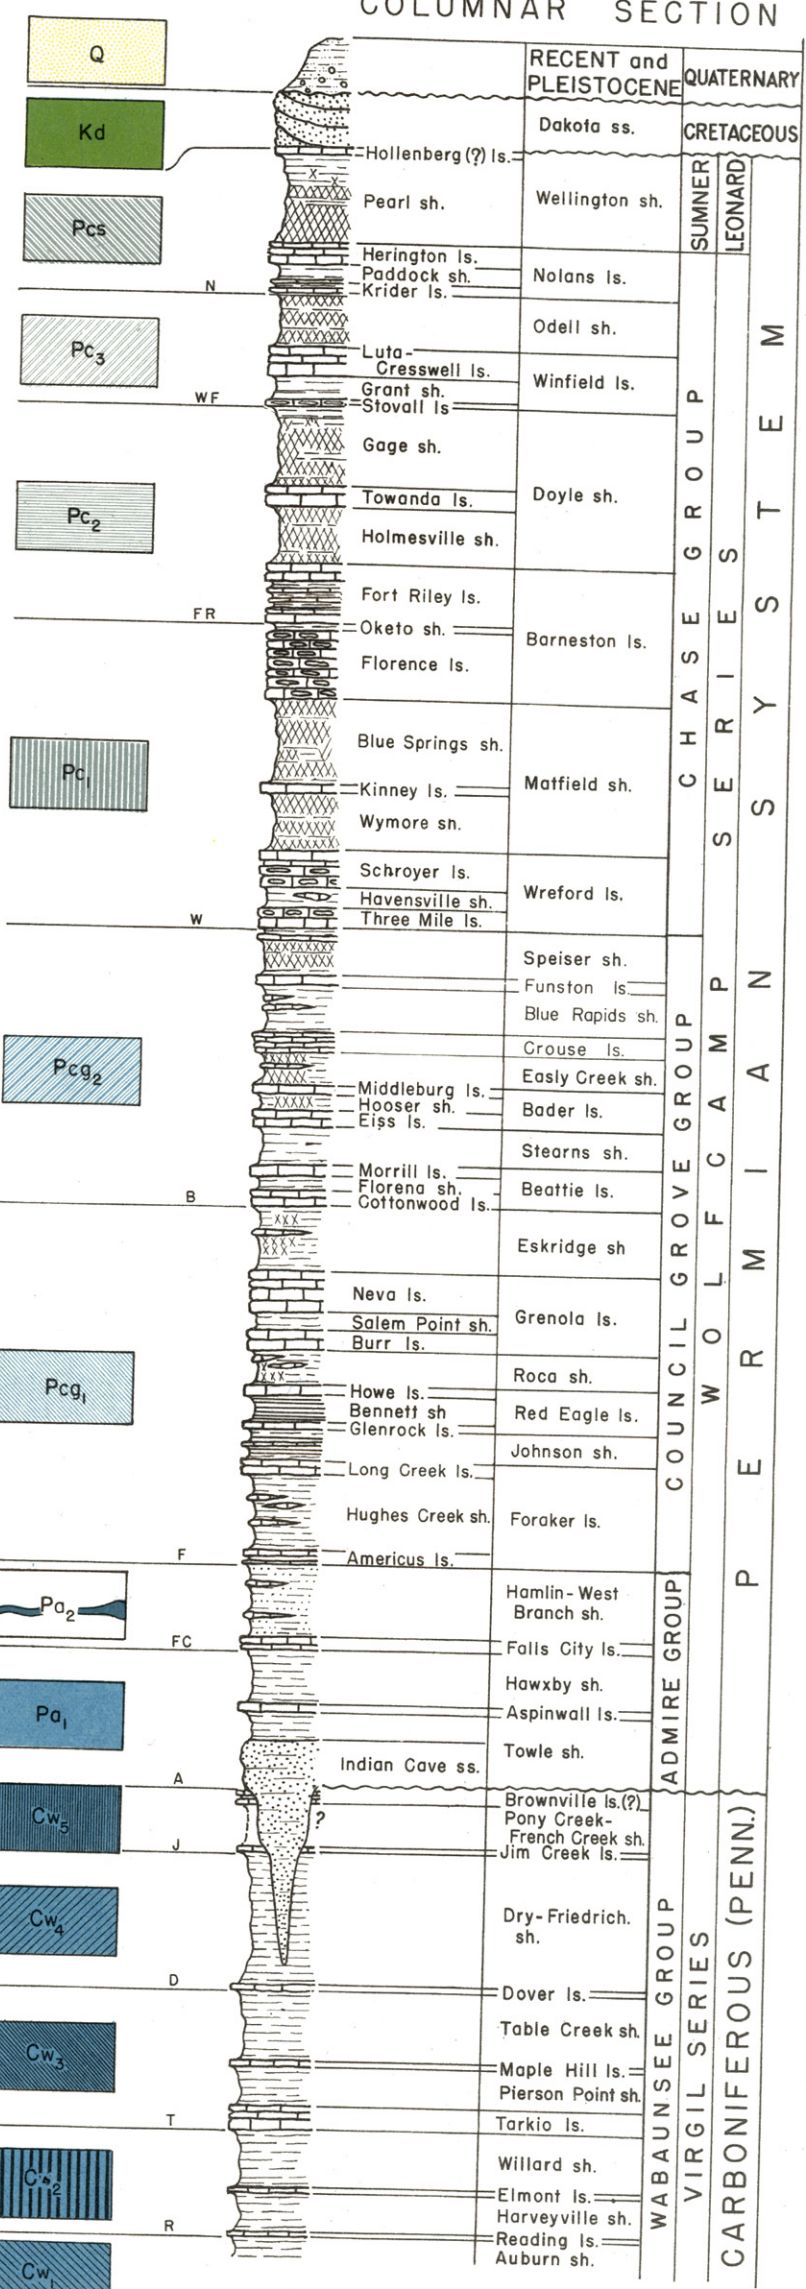 COLUMNAR SECTION
Q
RECENT and
PLEISTOCENE
QUATERNARY
Kd
Dakota ss.
CRETACEOUS
Hollenberg (?) ls.
Pearl sh.
Wellington sh.
SUMNER
LEONARD
Pcs
Herington ls.
Paddock sh.
Krider ls.
Nolans ls.
N
Odell sh.
Pc3
Luta-
Cresswell ls.
Grant sh.
Stovall ls
Winfield ls.
WF
Gage sh.
Towanda ls.
Holmesville sh.
Doyle sh.
Pc2
Fort Riley ls.
Oketo sh.
Florence ls.
Barneston ls.
FR
Blue Springs sh.
Kinney ls.
Wymore sh.
Matfield sh.
Pc1
Schroyer ls.
Havensville sh.
Three Mile ls.
Wreford ls.
W
CHASE GROUP
Speiser sh.
Funston ls.
Blue Rapids sh.
Crouse ls.
Easly Creek sh.
Pcg2
Middleburg ls.
Hooser sh.
Eiss ls.
Bader ls.
Stearns sh.
Morrill ls.
Florena sh.
Cottonwood ls.
Beattie ls.
B
Eskridge sh
Neva ls.
Salem Point sh.
Burr ls.
Grenola ls.
Roca sh.
Pcg1
Howe ls.
Bennett sh
Glenrock ls.
Red Eagle ls.
Johnson sh.
Long Creek ls.
Hughes Creek sh.
Americus ls.
Foraker ls.
F
COUNCIL GROVE GROUP
WOLFCAMP SERIES
PERMIAN SYSTEM
Pa2
Hamlin-West
Branch sh.
FC
Falls City ls.
Hawxby sh.
Pa1
Aspinwall ls.
Towle sh.
Indian Cave ss.
A
ADMIRE GROUP
Cw5
Brownville ls.(?)
Pony Creek-
French Creek sh.
?
J
Jim Creek ls.
Cw4
Dry-Friedrich.
sh.
D
Dover ls.
Table Creek sh.
Cw3
Maple Hill ls.
Pierson Point sh.
T
Tarkio ls.
Willard sh.
Cw2
Elmont ls.
Harveyville sh.
R
Reading ls.
Auburn sh.
Cw1
WABAUNSEE GROUP
VIRGIL SERIES
CARBONIFEROUS (PENN.)